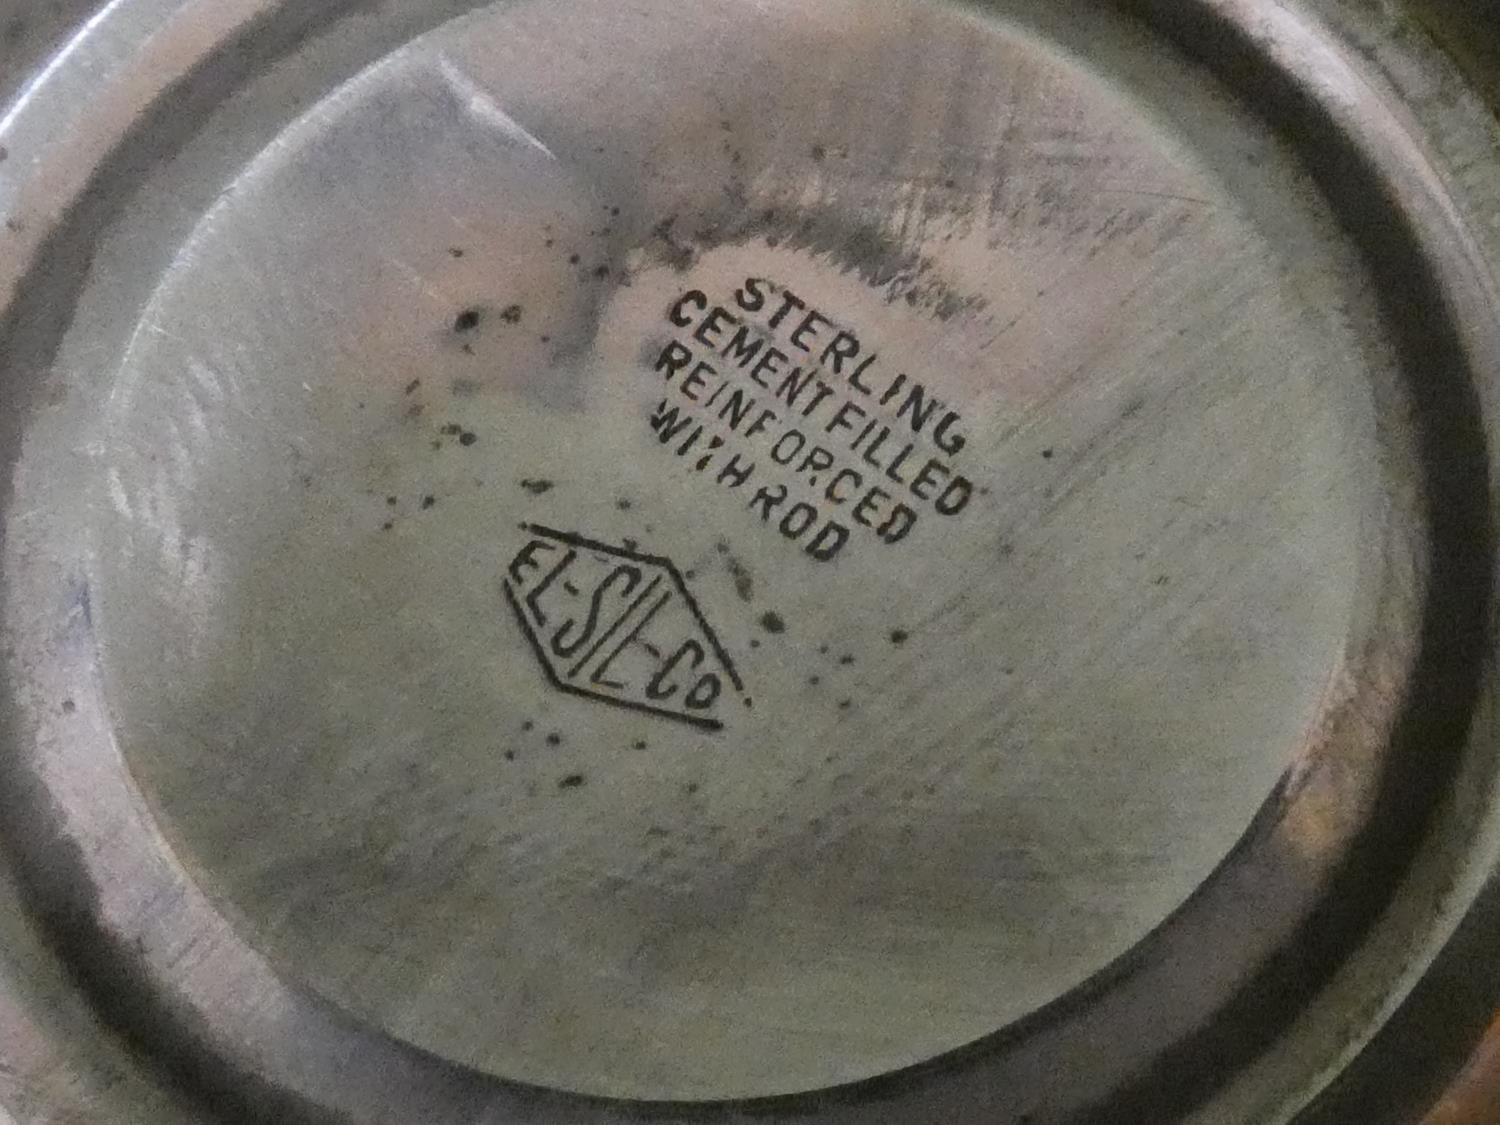 STERLING
CEMENT FILLED
REINFORCED
WITH ROD
EL-SIL-CO